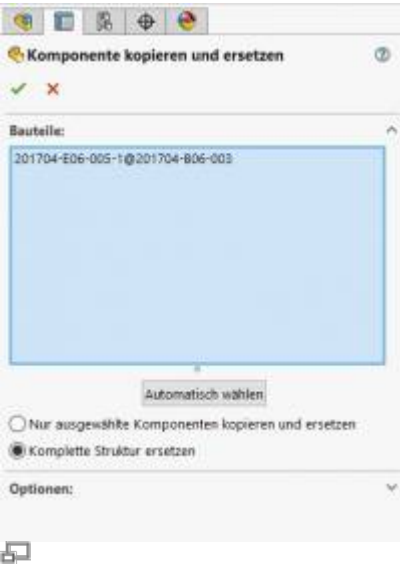 Komponente kopieren und ersetzen
Bauteile:
201704-E06-005-1@201704-B06-003
Automatisch wählen
Nur ausgewählte Komponenten kopieren und ersetzen
Komplette Struktur ersetzen
Optionen: